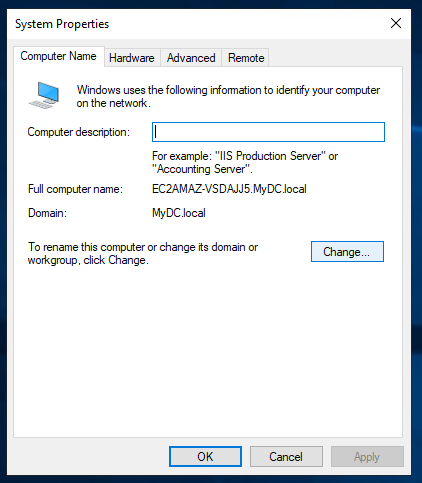 System Properties
Computer Name Hardware Advanced Remote
Windows uses the following information to identify your computer
on the network.
Computer description:
For example: "IIS Production Server" or
"Accounting Server".
Full computer name: EC2AMAZ-VSDAJJ5.MyDC.local
Domain: MyDC.local
To rename this computer or change its domain or
workgroup, click Change.
Change...
OK Cancel Apply